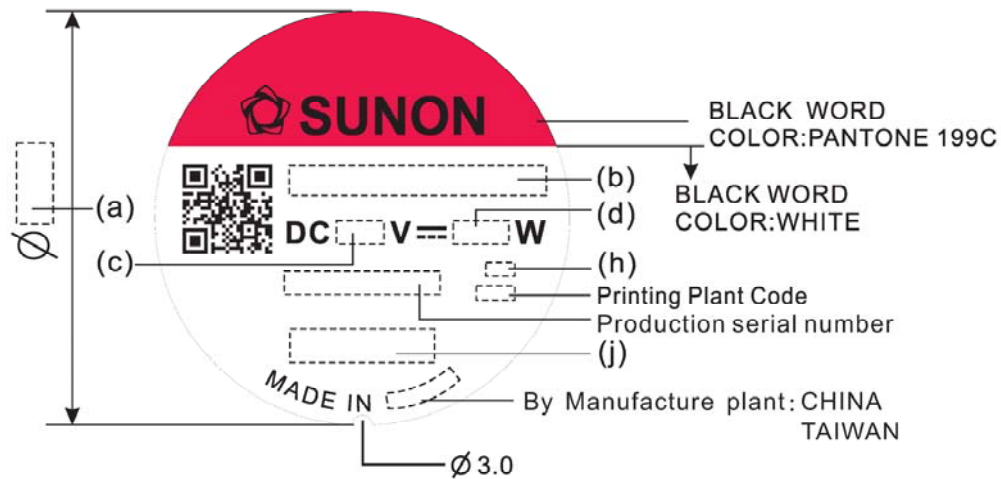 SUNON
BLACK WORD
COLOR:PANTONE 199C
BLACK WORD
COLOR:WHITE
(a)
Ø
(b)
(c)
DC V W
(d)
(h)
Printing Plant Code
Production serial number
(j)
MADE IN
By Manufacture plant: CHINA
TAIWAN
Ø 3.0